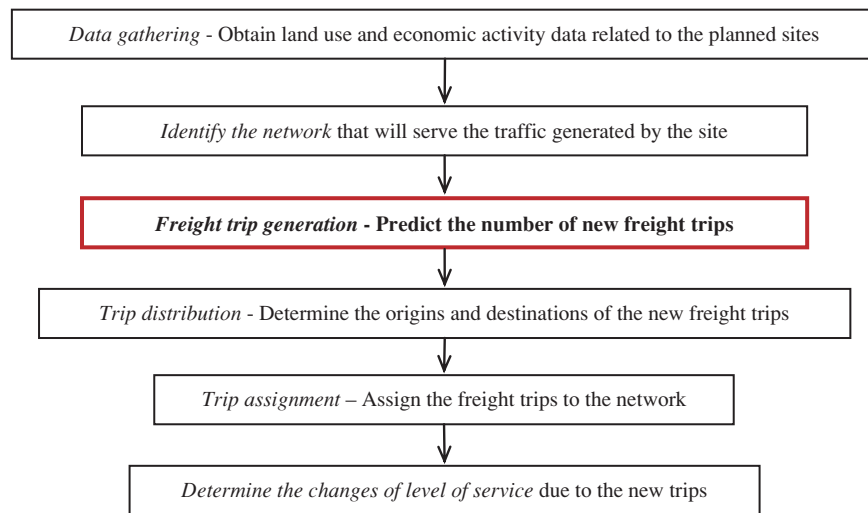 Data gathering - Obtain land use and economic activity data related to the planned sites
Identify the network that will serve the traffic generated by the site
Freight trip generation - Predict the number of new freight trips
Trip distribution - Determine the origins and destinations of the new freight trips
Trip assignment – Assign the freight trips to the network
Determine the changes of level of service due to the new trips